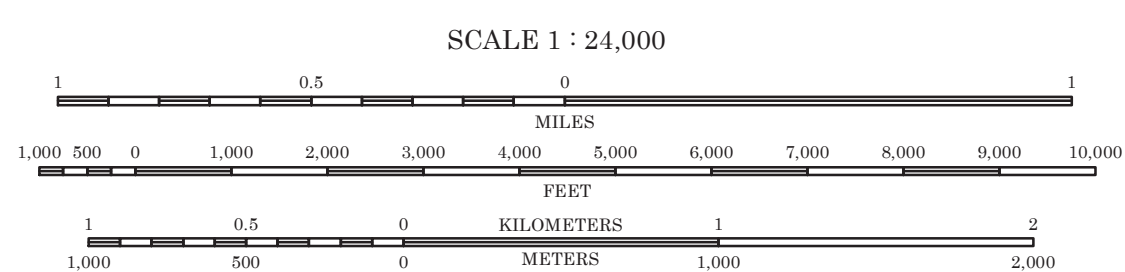 SCALE 1 : 24,000
1 0.5 0 1
MILES
1,000 500 0 1,000 2,000 3,000 4,000 5,000 6,000 7,000 8,000 9,000 10,000
FEET
1 0.5 0 KILOMETERS 1 2
1,000 500 0 METERS 1,000 2,000